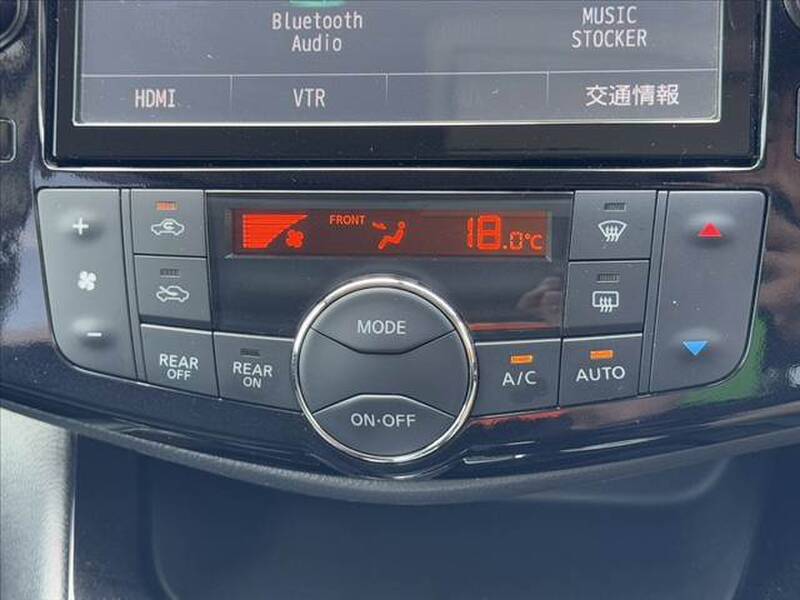 Bluetooth
Audio
MUSIC
STOCKER
HDMI
VTR
交通情報
FRONT
18.0℃
MODE
REAR
OFF
REAR
ON
ON·OFF
A/C
AUTO